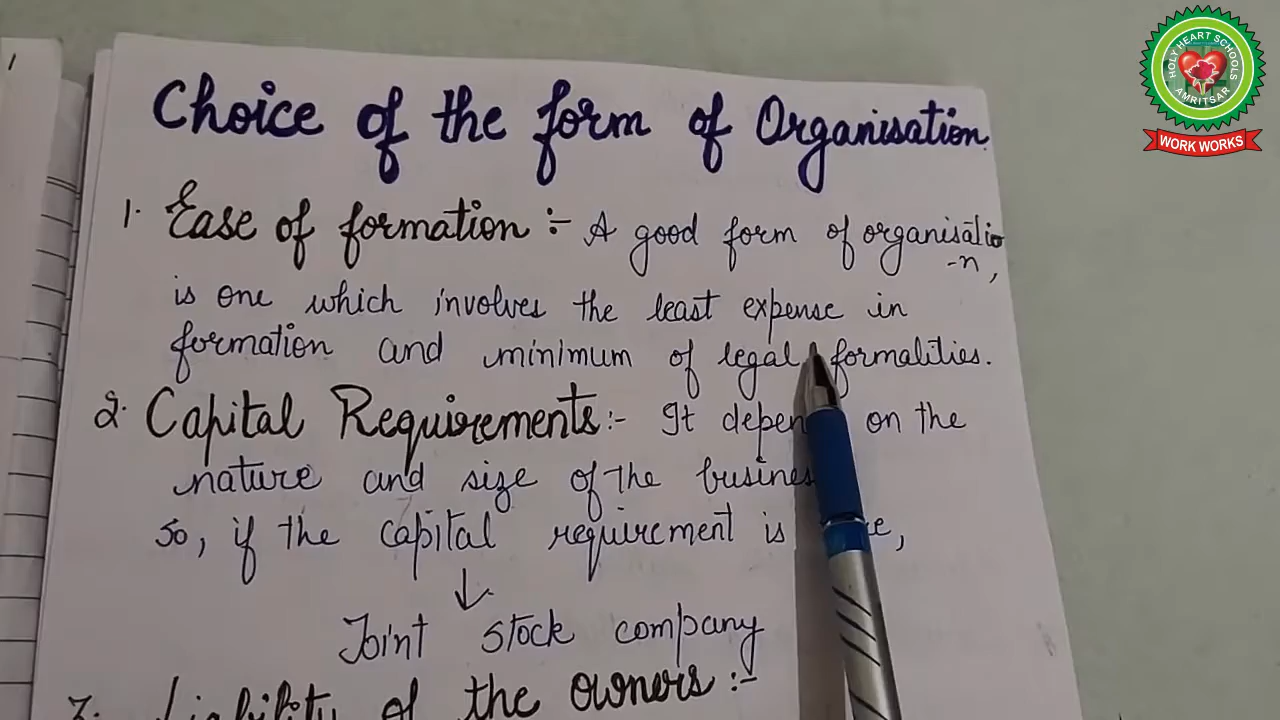 Choice of the form of Organisation
1. Ease of formation :- A good form of organisatio
-n,
is one which involves the least expense in
formation and minimum of legal formalities.
2. Capital Requirements:- It depen on the
nature and size of the busines
so, if the capital requirement is e,
↓
Joint stock company
3. Liability of the owners:-
HOLY HEART SCHOOLS
AMRITSAR
WORK WORKS